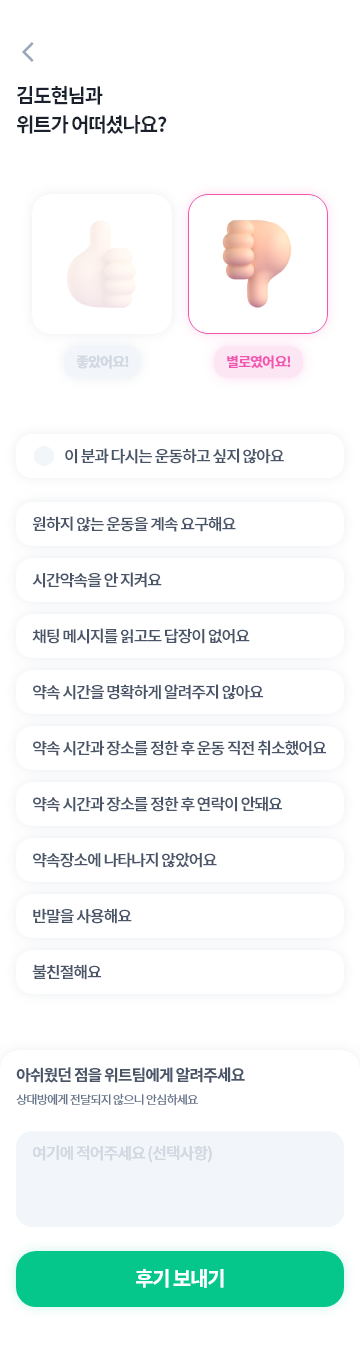 김도현님과
위트가 어떠셨나요?
좋았어요!
별로였어요!
이 분과 다시는 운동하고 싶지 않아요
원하지 않는 운동을 계속 요구해요
시간약속을 안 지켜요
채팅 메시지를 읽고도 답장이 없어요
약속 시간을 명확하게 알려주지 않아요
약속 시간과 장소를 정한 후 운동 직전 취소했어요
약속 시간과 장소를 정한 후 연락이 안돼요
약속장소에 나타나지 않았어요
반말을 사용해요
불친절해요
아쉬웠던 점을 위트팀에게 알려주세요
상대방에게 전달되지 않으니 안심하세요
여기에 적어주세요 (선택사항)
후기 보내기